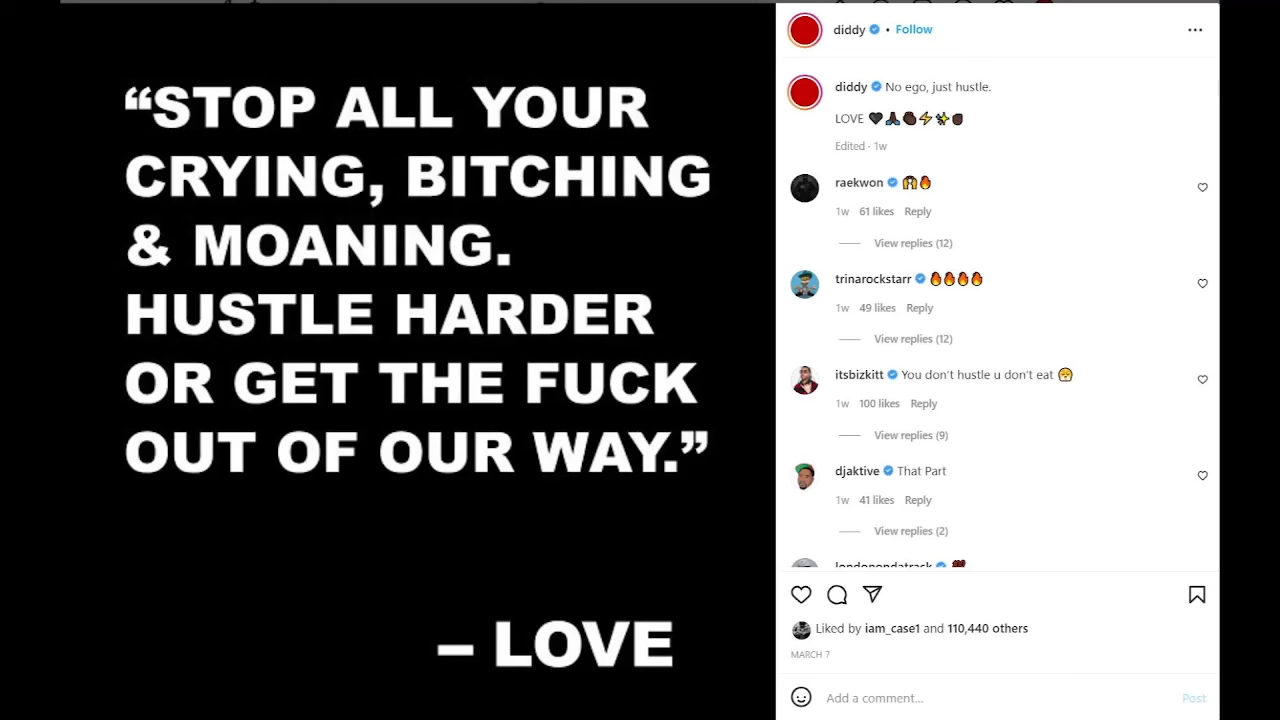 “STOP ALL YOUR
CRYING, BITCHING
& MOANING.
HUSTLE HARDER
OR GET THE FUCK
OUT OF OUR WAY.”
– LOVE
diddy • Follow
diddy No ego, just hustle.
LOVE 🖤🙏🏿✊🏿⚡✨✊🏿
Edited · 1w
raekwon 🙌🔥
1w 61 likes Reply
View replies (12)
trinarockstarr 🔥🔥🔥🔥
1w 49 likes Reply
View replies (12)
itsbizkitt You don’t hustle u don’t eat 😤
1w 100 likes Reply
View replies (9)
djaktive That Part
1w 41 likes Reply
View replies (2)
londonondatrack
Liked by iam_case1 and 110,440 others
MARCH 7
Add a comment...
Post